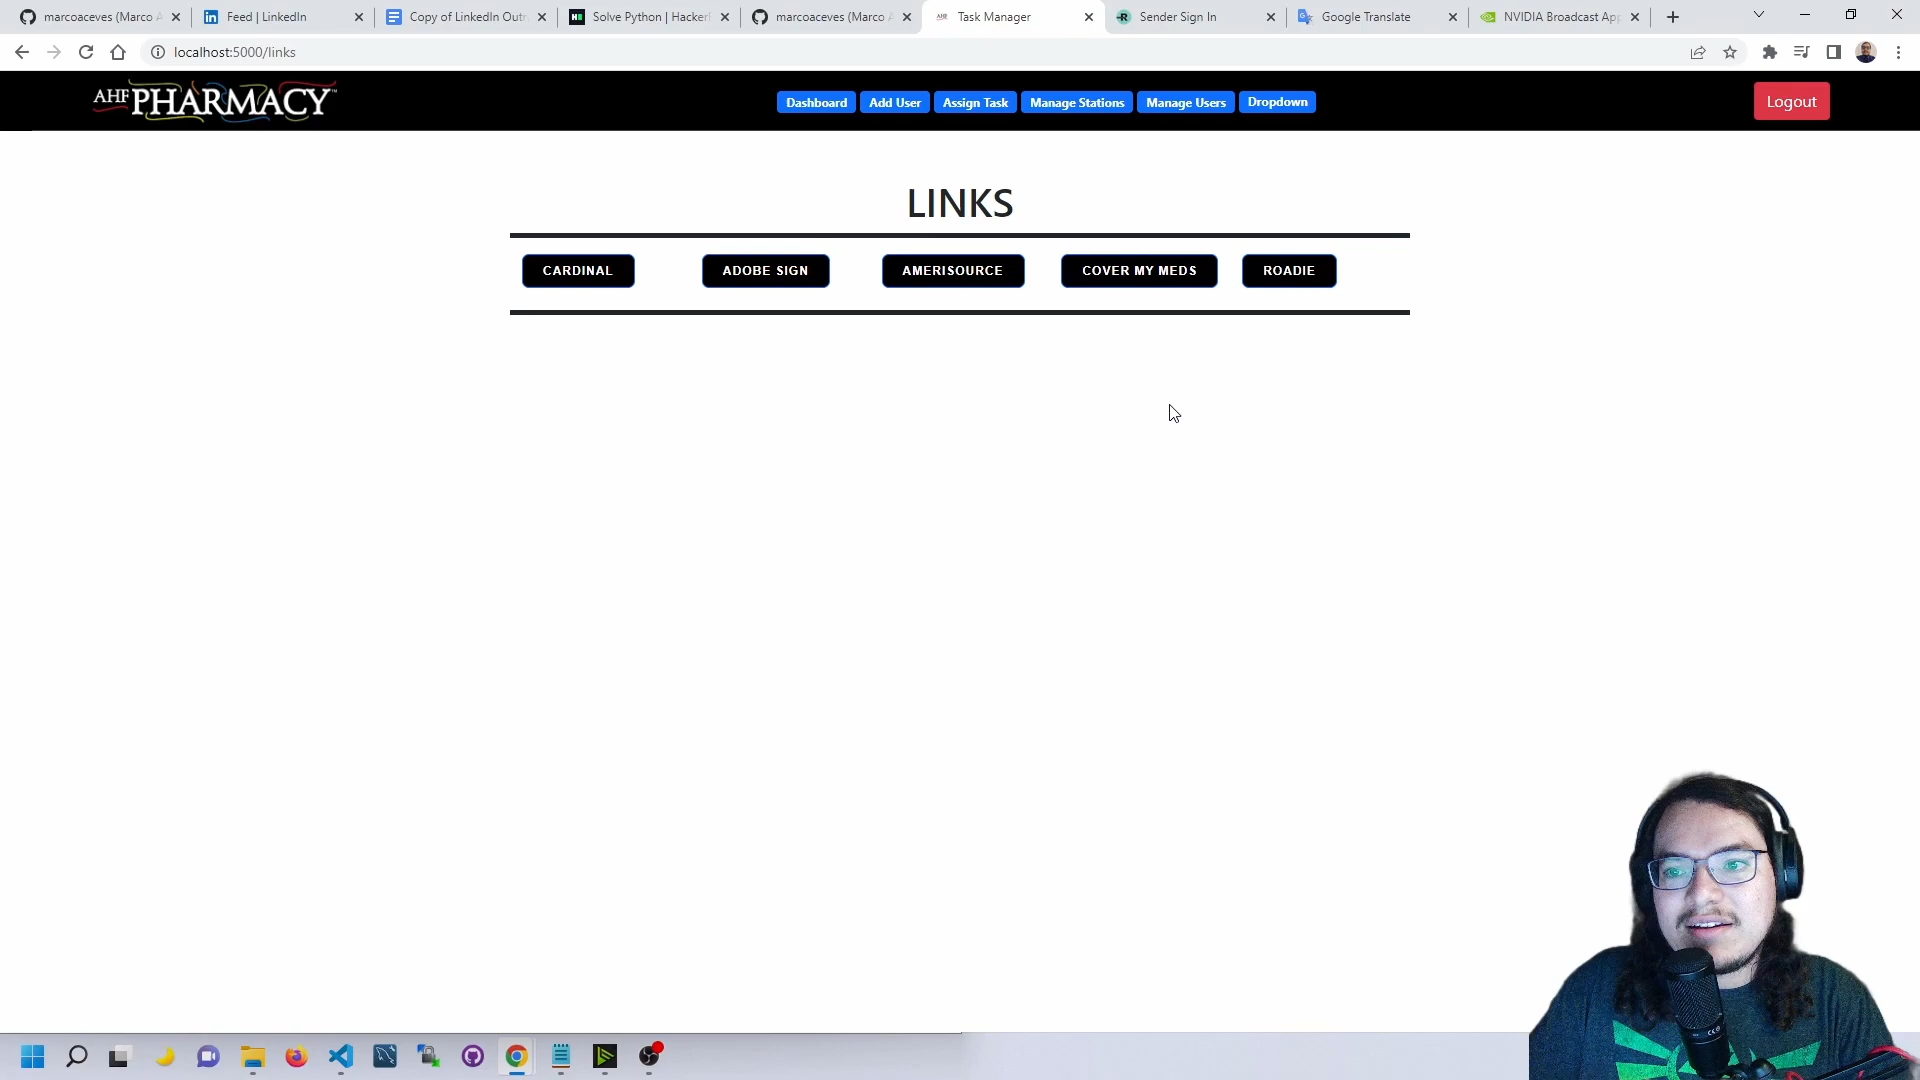 marcoaceves (Marco A
Feed | LinkedIn
Copy of LinkedIn Outr
Solve Python | HackerR
marcoaceves (Marco A
Task Manager
Sender Sign In
Google Translate
NVIDIA Broadcast App
localhost:5000/links
AHF PHARMACY™
Dashboard
Add User
Assign Task
Manage Stations
Manage Users
Dropdown
Logout
LINKS
CARDINAL
ADOBE SIGN
AMERISOURCE
COVER MY MEDS
ROADIE